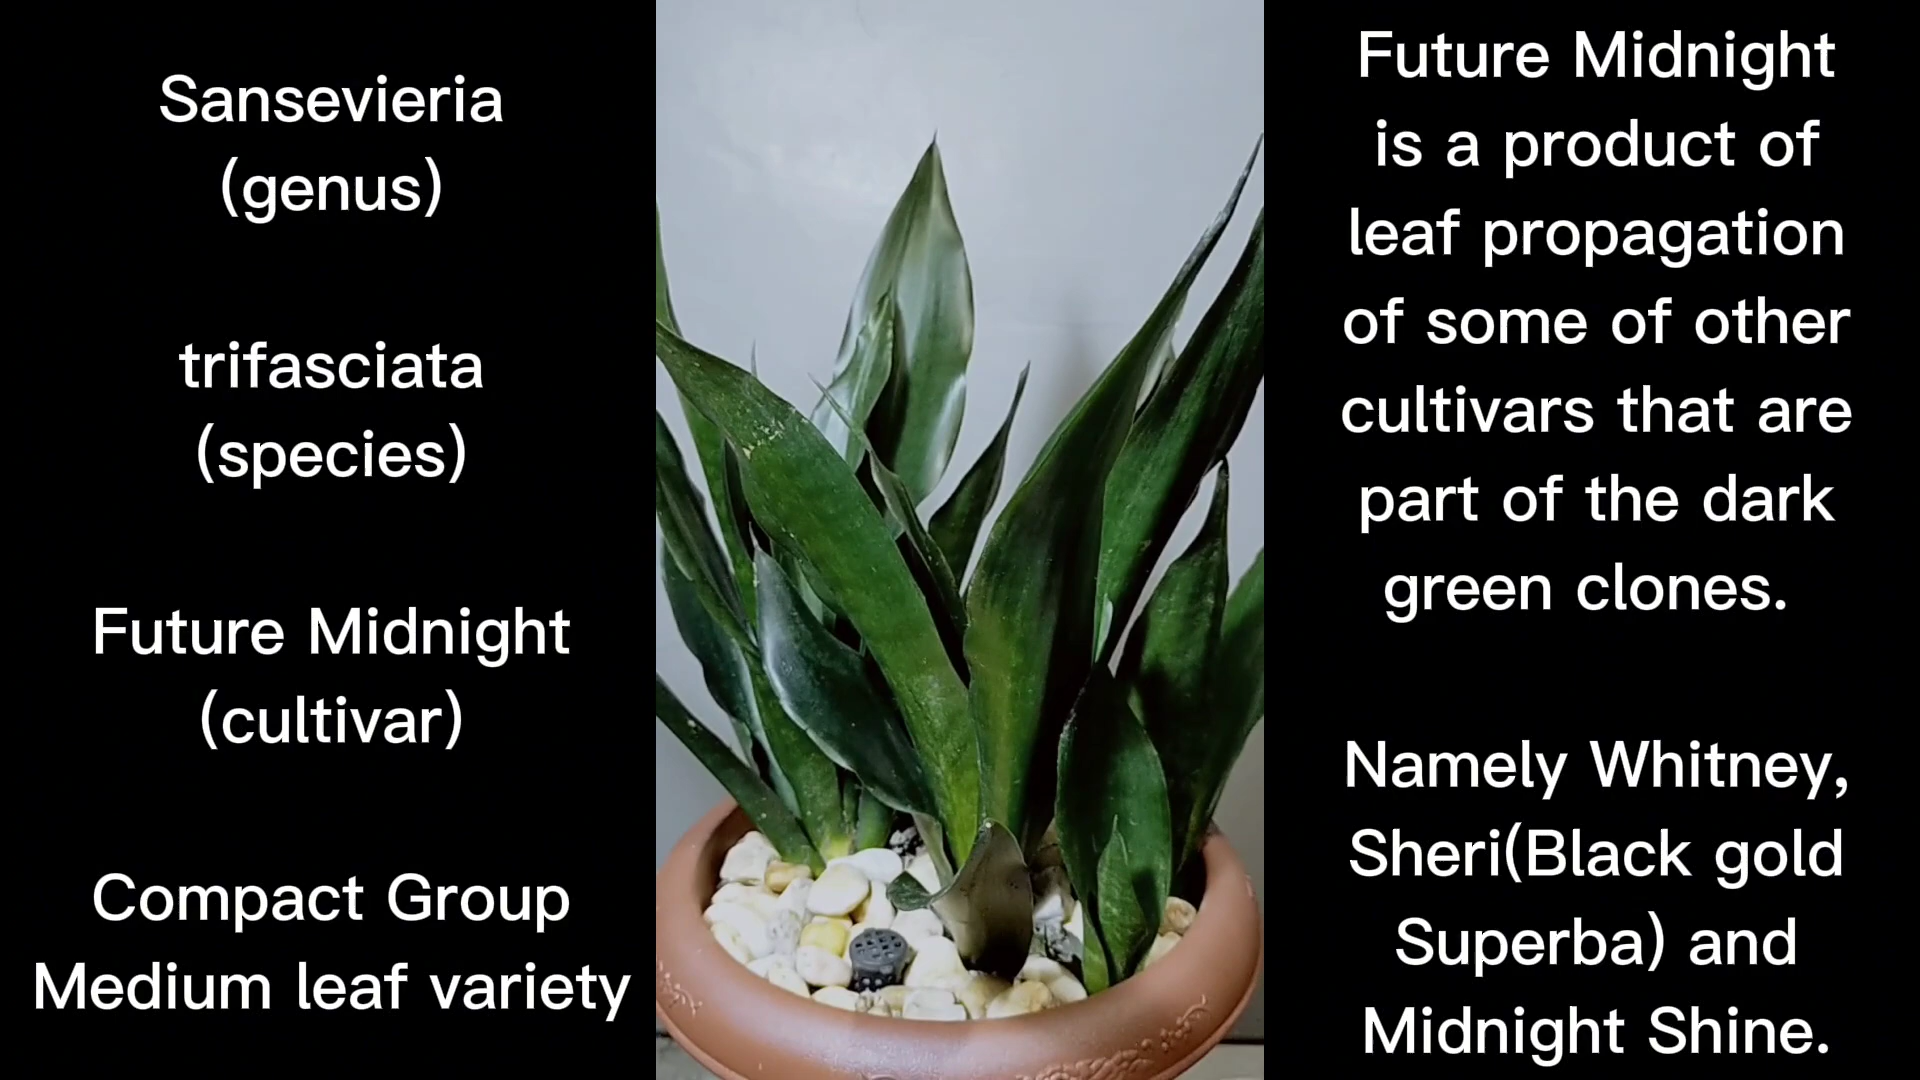 Sansevieria
(genus)
trifasciata
(species)
Future Midnight
(cultivar)
Compact Group
Medium leaf variety
Future Midnight
is a product of
leaf propagation
of some of other
cultivars that are
part of the dark
green clones.
Namely Whitney,
Sheri(Black gold
Superba) and
Midnight Shine.